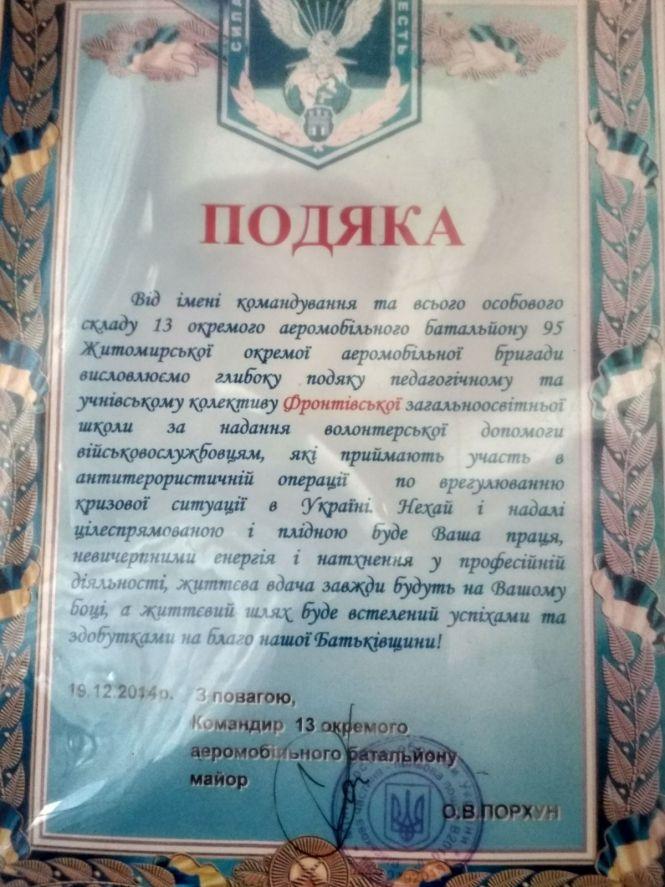 СИЛА
ЕСТЬ
ПОДЯКА
Від імені командування та всього особового
складу 13 окремого аеромобільного батальйону 95
Житомирської окремої аеромобільної бригади
висловлюємо глибоку подяку педагогічному та
учнівському колективу Фронтівської загальноосвітньої
школи за надання волонтерської допомоги
військовослужбовцям, які приймають участь в
антитерористичній операції по врегулюванню
кризової ситуації в Україні. Нехай і надалі
цілеспрямованою і плідною буде Ваша праця,
невичерпними енергія і натхнення у професійній
діяльності, життєва вдача завжди будуть на Вашому
боці, а життєвий шлях буде встелений успіхами та
здобутками на благо нашої Батьківщини!
19.12.2014р. З повагою,
Командир 13 окремого
аеромобільного батальйону
майор
О.В.ПОРХУН